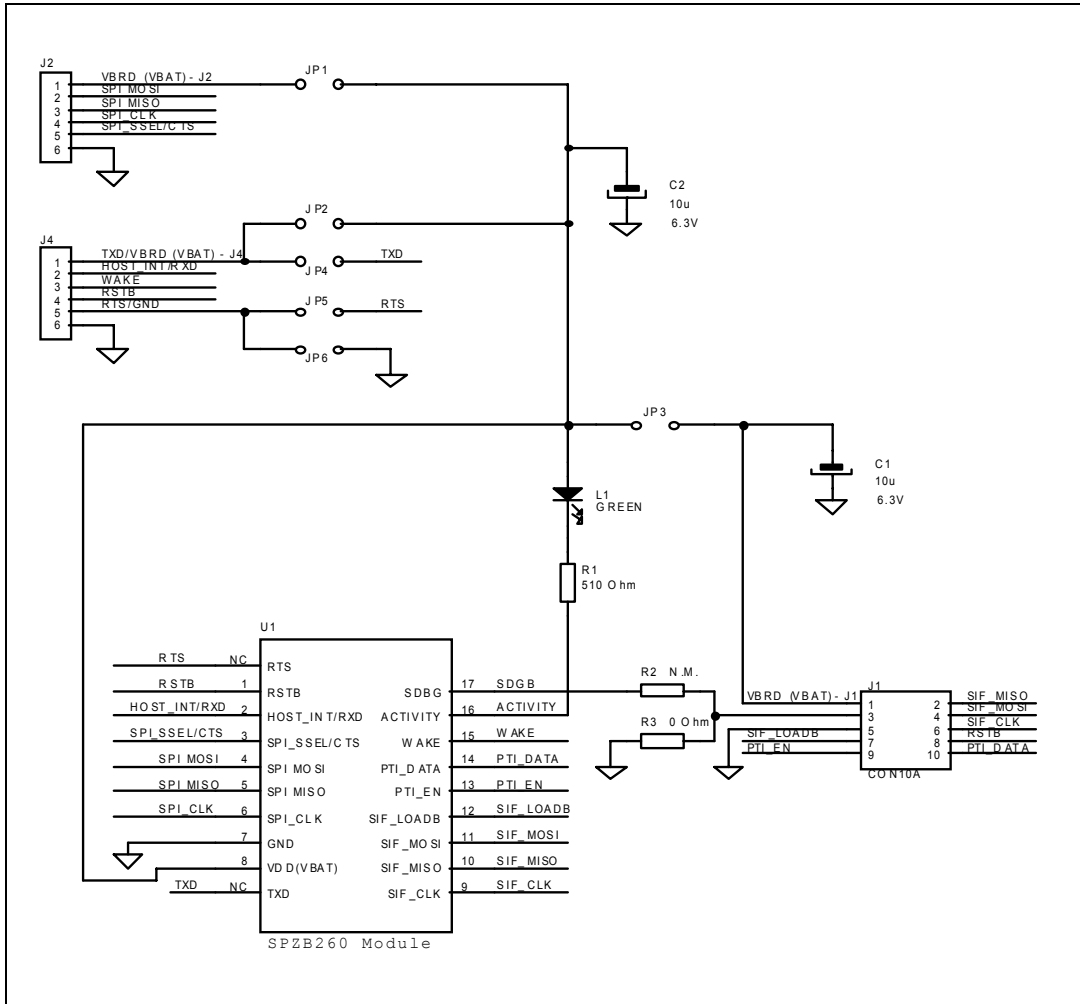 J2
1 VBRD (VBAT) - J2
2 SPI MOSI
3 SPI MISO
4 SPI_CLK
5 SPI_SSEL/CTS
6
JP1
C2
10u
6.3V
JP2
J4
1 TXD/VBRD (VBAT) - J4
2 HOST_INT/RXD
3 WAKE
4 RSTB
5 RTS/GND
6
JP4
TXD
JP5
RTS
JP6
JP3
C1
10u
6.3V
L1
GREEN
R1
510 Ohm
U1
RTS NC RTS
RSTB 1 RSTB
HOST_INT/RXD 2 HOST_INT/RXD
SPI_SSEL/CTS 3 SPI_SSEL/CTS
SPI MOSI 4 SPI MOSI
SPI MISO 5 SPI MISO
SPI_CLK 6 SPI_CLK
7 GND
8 VDD(VBAT)
TXD NC TXD
SDBG 17 SDGB
ACTIVITY 16 ACTIVITY
WAKE 15 WAKE
PTI_DATA 14 PTI_DATA
PTI_EN 13 PTI_EN
SIF_LOADB 12 SIF_LOADB
SIF_MOSI 11 SIF_MOSI
SIF_MISO 10 SIF_MISO
SIF_CLK 9 SIF_CLK
SPZB260 Module
R2 N.M.
R3 0 Ohm
J1
VBRD (VBAT) - J1 1 2 SIF_MISO
3 4 SIF_MOSI
5 6 SIF_CLK
SIF_LOADB 7 8 RSTB
PTI_EN 9 10 PTI_DATA
CON10A